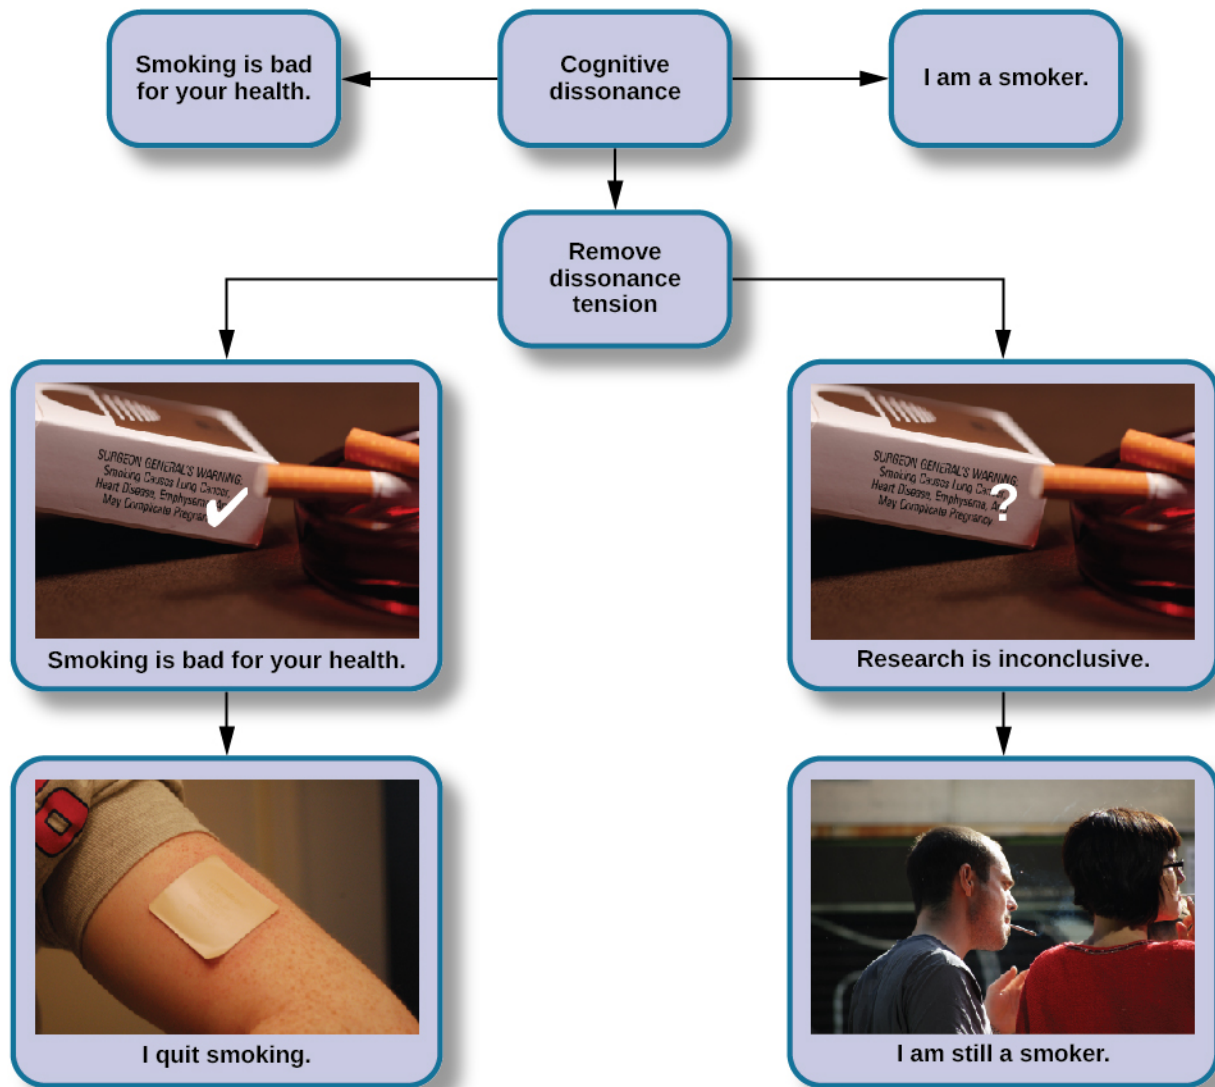 Smoking is bad
for your health.
Cognitive
dissonance
I am a smoker.
Remove
dissonance
tension
SURGEON GENERAL'S WARNING:
Smoking Causes Lung Cancer,
Heart Disease, Emphysema,
May Complicate Pregnancy
Smoking is bad for your health.
SURGEON GENERAL'S WARNING:
Smoking Causes Lung
Heart Disease, Emphysema,
May Complicate Pregnancy
?
Research is inconclusive.
I quit smoking.
I am still a smoker.